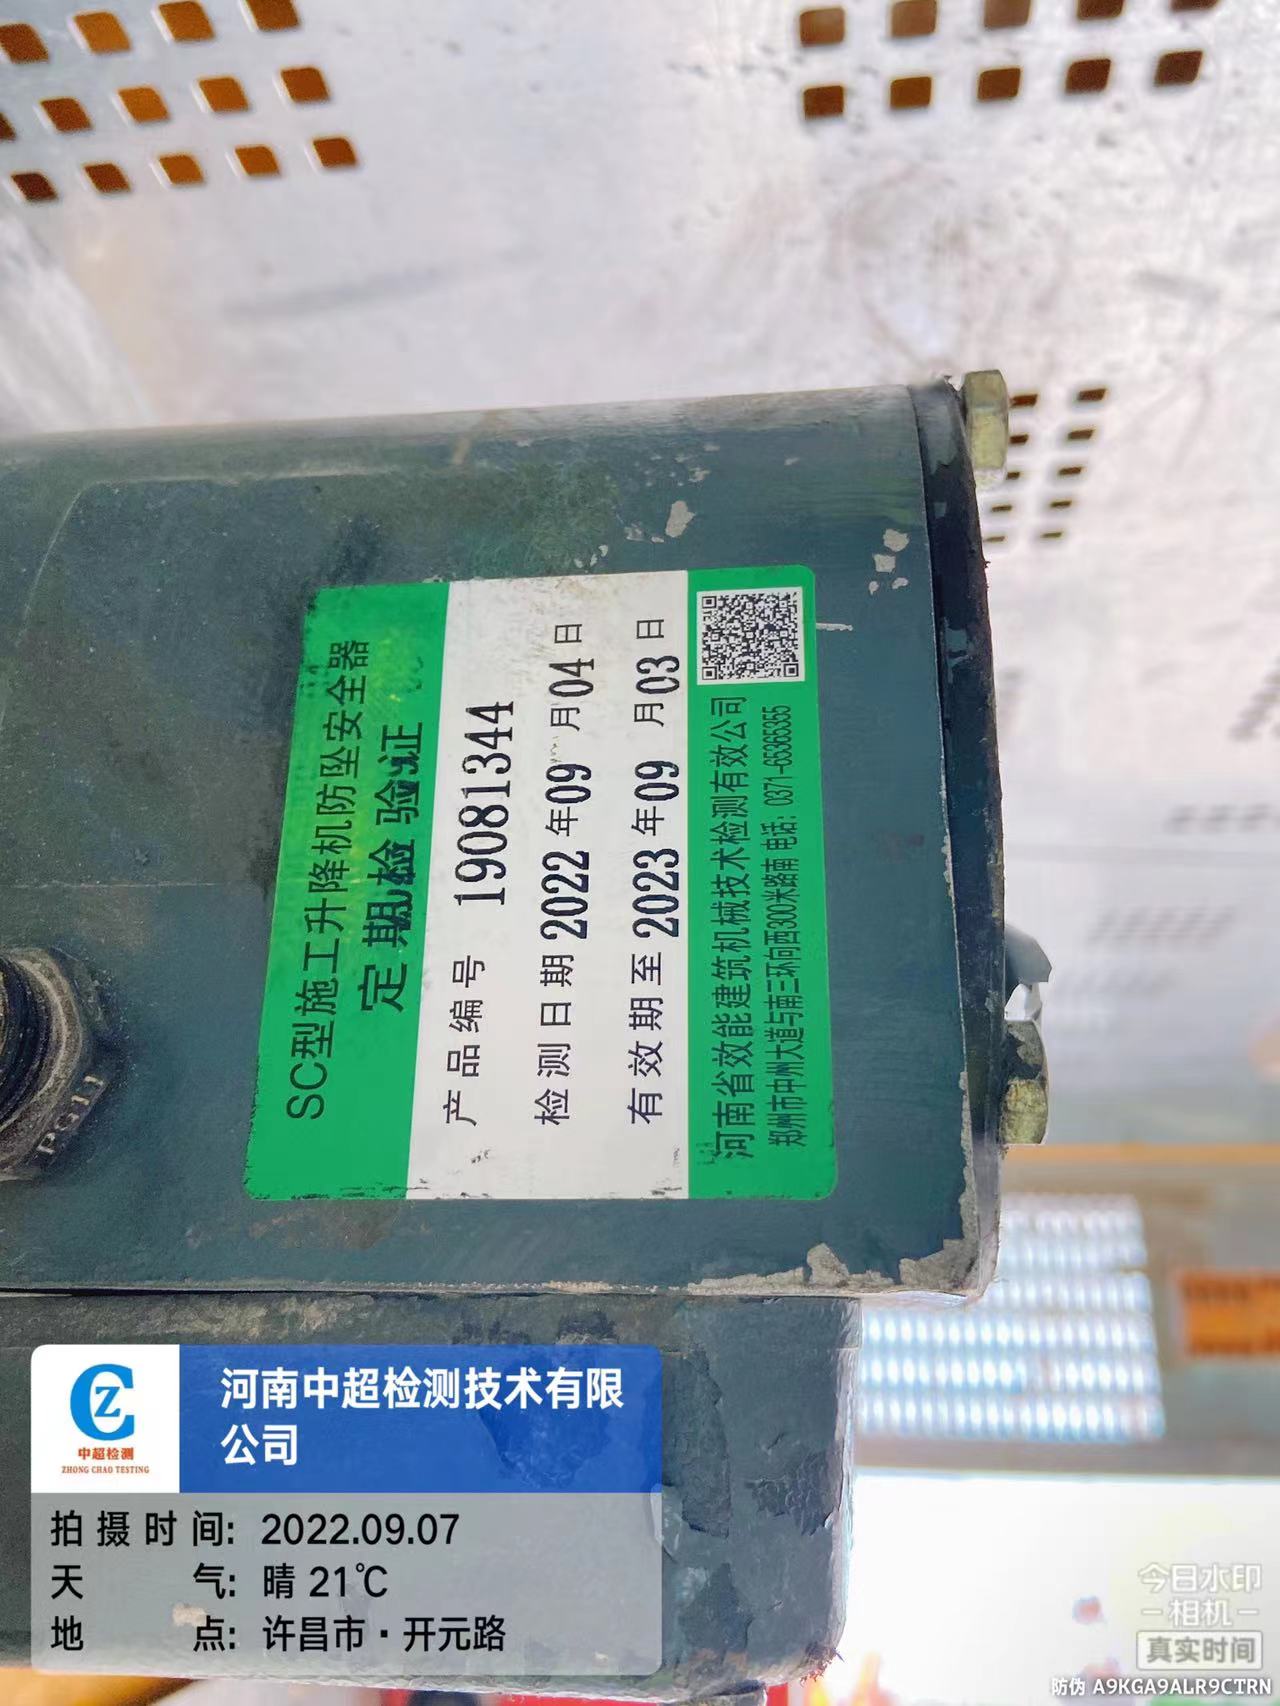 SC型施工升降机防坠安全器
定期检验证
产品编号 19081344
检测日期 2022年09月04日
有效期至 2023年09月03日
河南省效能建筑机械技术检测有效公司
郑州市中州大道与南三环向西300米路南 电话：0371-65365355
PG11
CZ
中超检测
ZHONG CHAO TESTING
河南中超检测技术有限
公司
拍摄时间: 2022.09.07
天气: 晴 21℃
地点: 许昌市·开元路
今日水印
相机
真实时间
防伪 A9KGA9ALR9CTRN